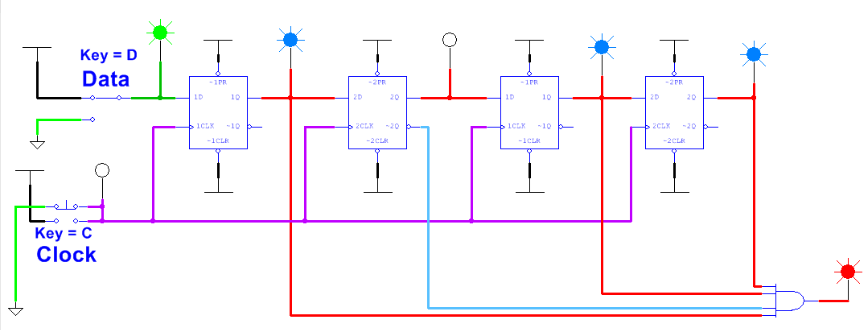 Key = D
Data
~1PR
1D 1Q
1CLK ~1Q
~1CLR
~2PR
2D 2Q
2CLK ~2Q
~2CLR
~1PR
1D 1Q
1CLK ~1Q
~1CLR
~2PR
2D 2Q
2CLK ~2Q
~2CLR
Key = C
Clock